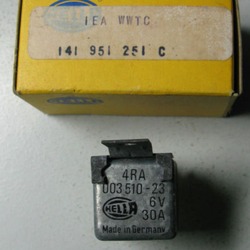 IEA WWTC
141 951 251 C
4RA
003 510-23
6V
HELLA
30A
Made in Germany